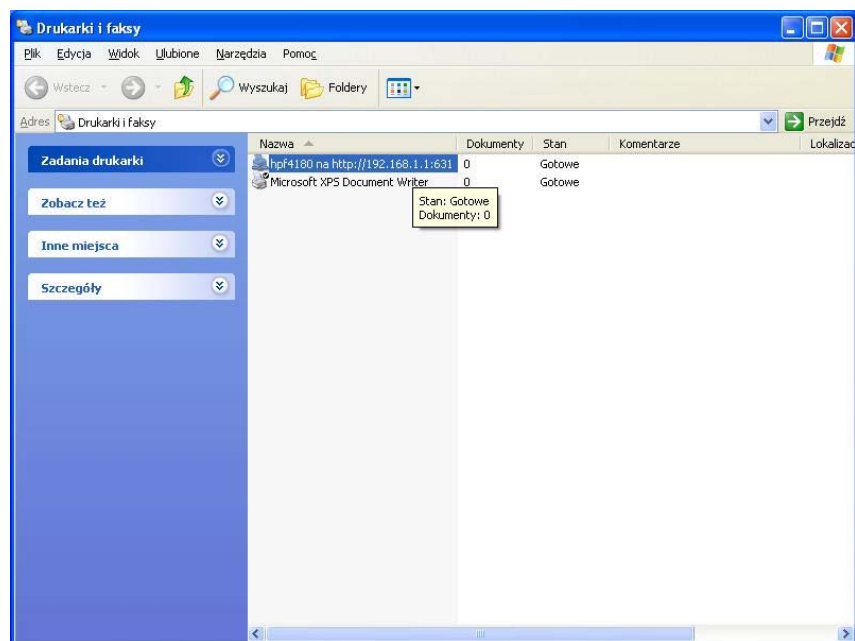 Drukarki i faksy
Plik Edycja Widok Ulubione Narzędzia Pomoc
Wstecz Wyszukaj Foldery
Adres Drukarki i faksy Przejdź
Zadania drukarki
Zobacz też
Inne miejsca
Szczegóły
Nazwa Dokumenty Stan Komentarze Lokalizac
hpf4180 na http://192.168.1.1:631 0 Gotowe
Microsoft XPS Document Writer 0 Gotowe
Stan: Gotowe
Dokumenty: 0